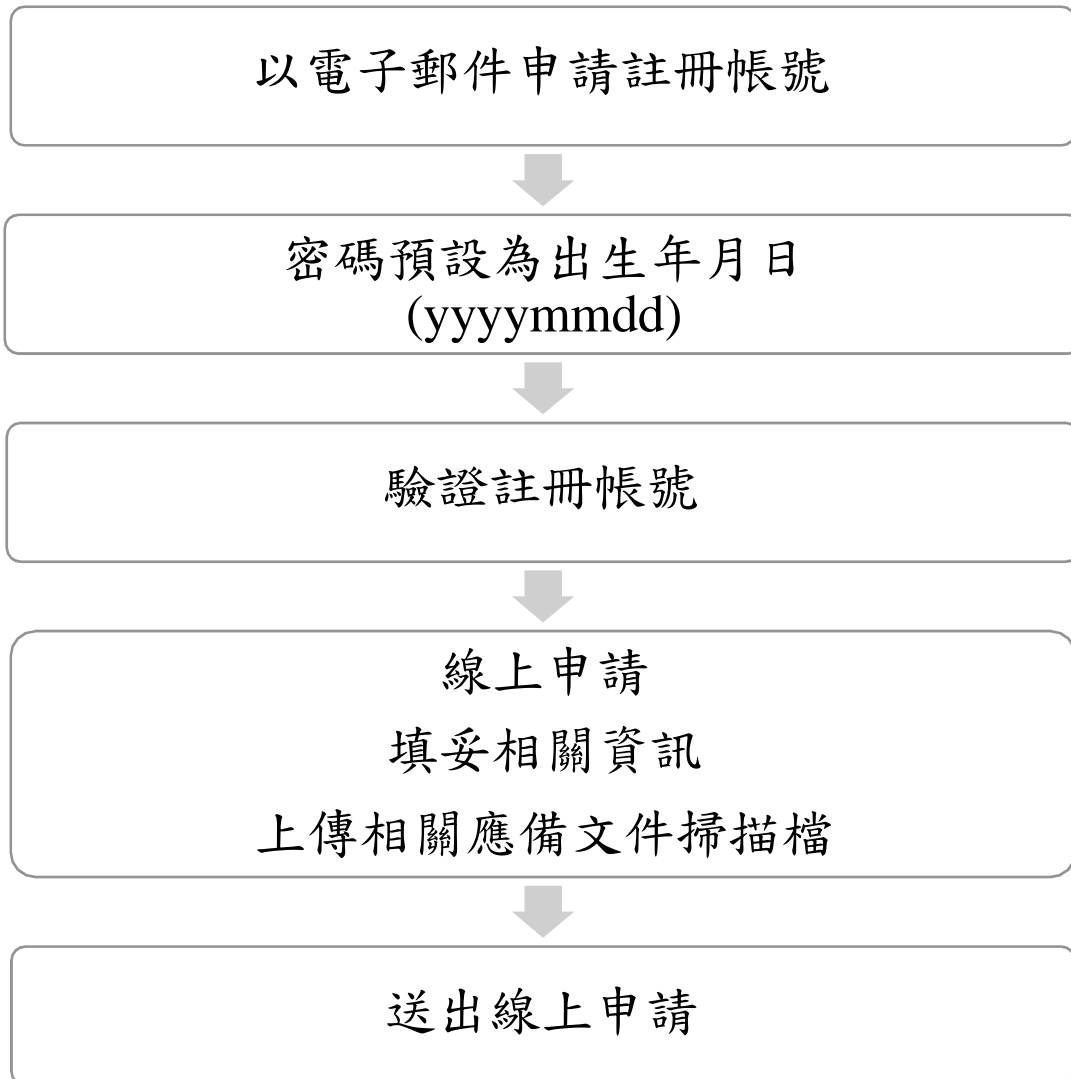 以電子郵件申請註冊帳號
密碼預設為出生年月日
(yyyymmdd)
驗證註冊帳號
線上申請
填妥相關資訊
上傳相關應備文件掃描檔
送出線上申請